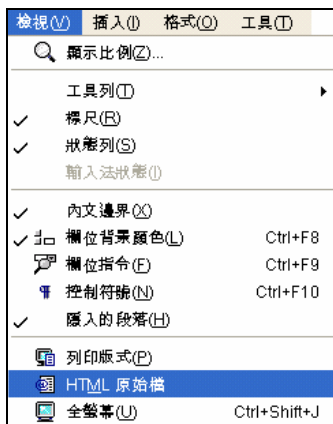 檢視(V) 插入(I) 格式(O) 工具(T)
顯示比例(Z)...
工具列(T)
標尺(R)
狀態列(S)
輸入法狀態(I)
內文邊界(X)
欄位背景顏色(L) Ctrl+F8
欄位指令(F) Ctrl+F9
控制符號(N) Ctrl+F10
隱入的段落(H)
列印版式(P)
HTML 原始檔
全螢幕(U) Ctrl+Shift+J